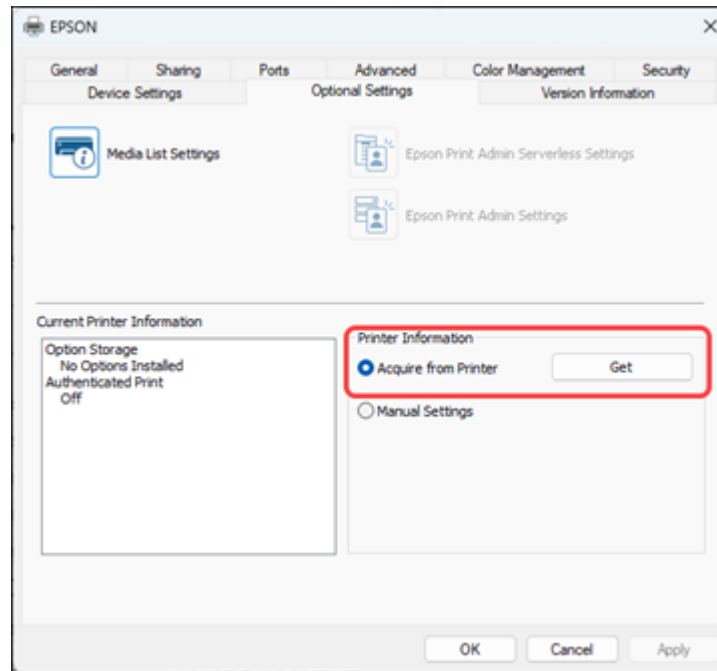 EPSON
General Sharing Ports Advanced Color Management Security
Device Settings Optional Settings Version Information
Media List Settings
Epson Print Admin Serverless Settings
Epson Print Admin Settings
Current Printer Information
Option Storage
No Options Installed
Authenticated Print
Off
Printer Information
Acquire from Printer Get
Manual Settings
OK Cancel Apply